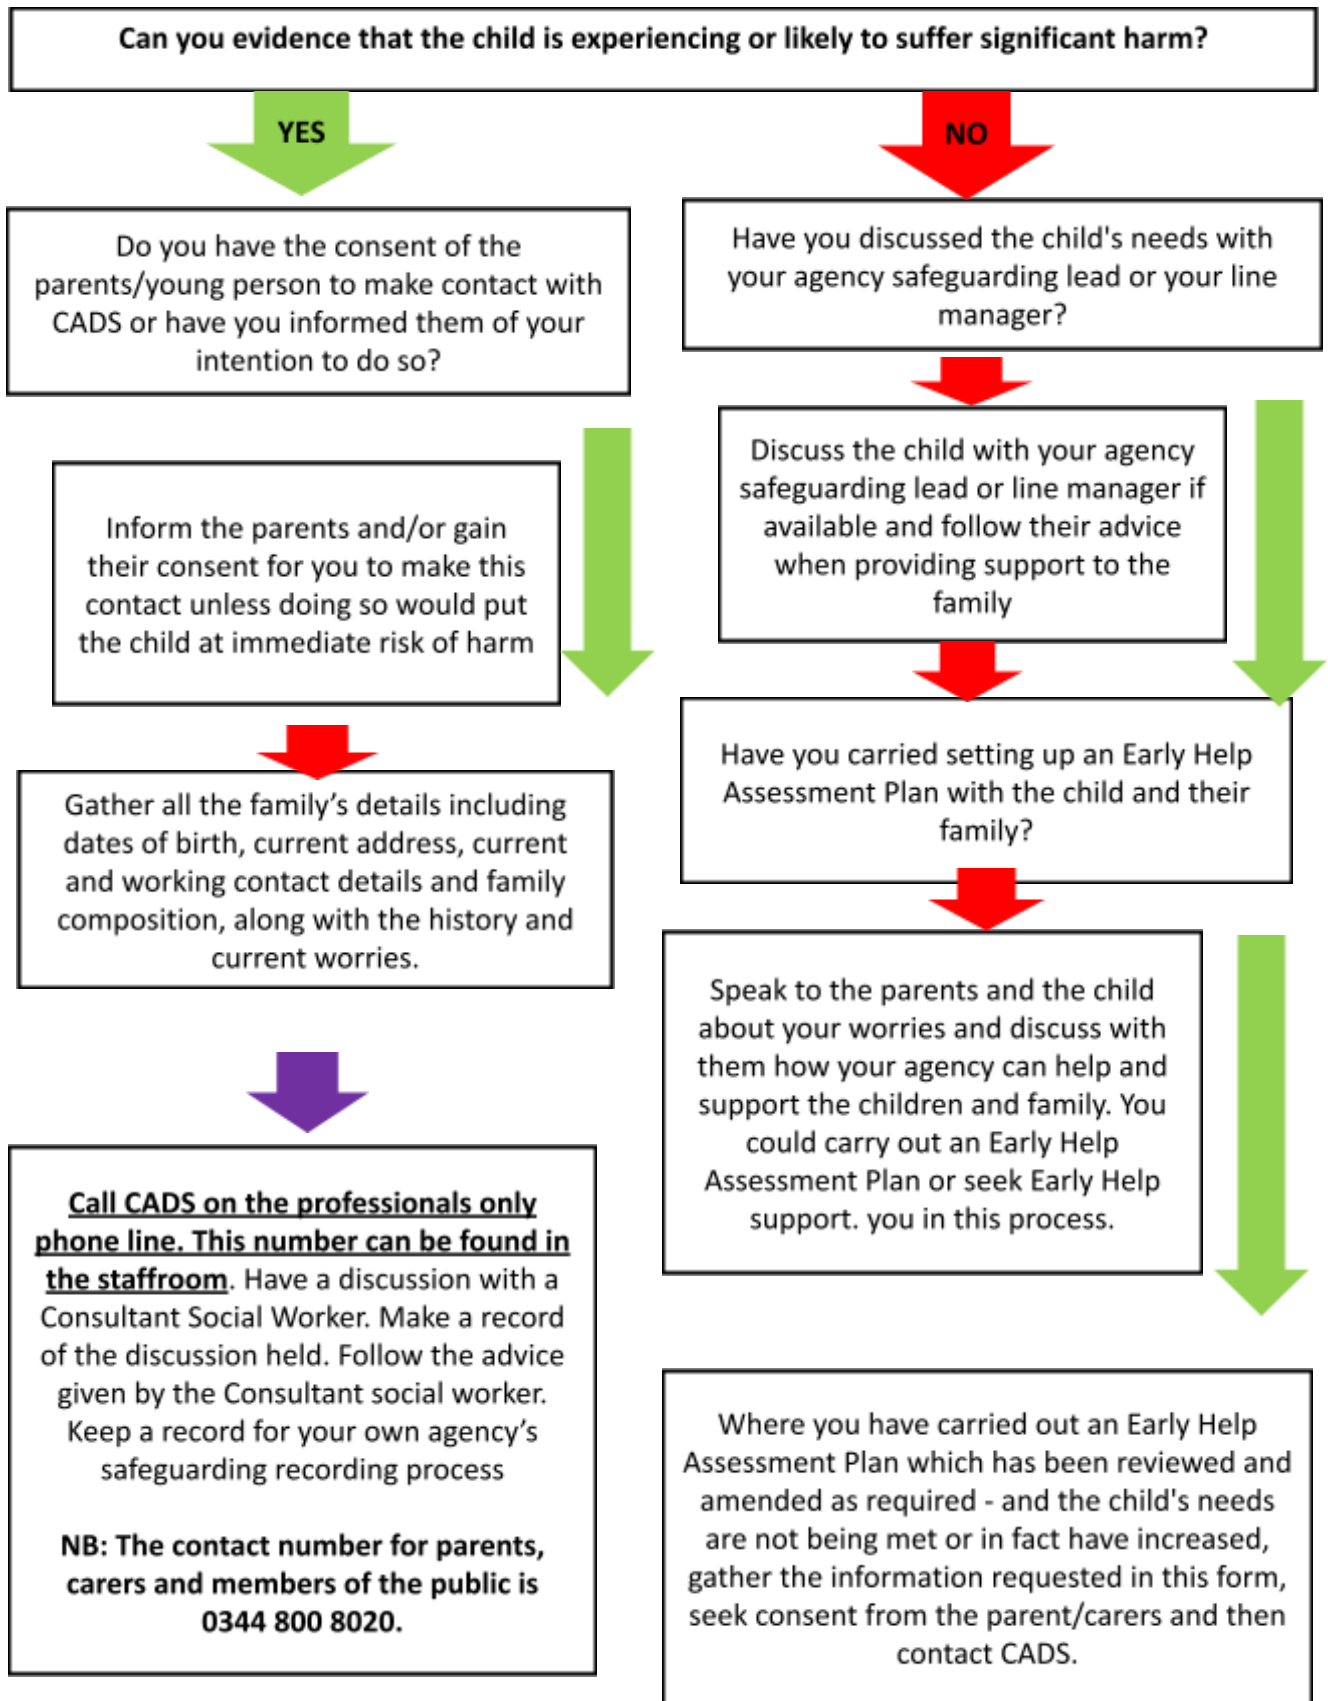 Can you evidence that the child is experiencing or likely to suffer significant harm?
YES
NO
Do you have the consent of the
parents/young person to make contact with
CADS or have you informed them of your
intention to do so?
Inform the parents and/or gain
their consent for you to make this
contact unless doing so would put
the child at immediate risk of harm
Gather all the family’s details including
dates of birth, current address, current
and working contact details and family
composition, along with the history and
current worries.
Call CADS on the professionals only
phone line. This number can be found in
the staffroom. Have a discussion with a
Consultant Social Worker. Make a record
of the discussion held. Follow the advice
given by the Consultant social worker.
Keep a record for your own agency’s
safeguarding recording process
NB: The contact number for parents,
carers and members of the public is
0344 800 8020.
Have you discussed the child's needs with
your agency safeguarding lead or your line
manager?
Discuss the child with your agency
safeguarding lead or line manager if
available and follow their advice
when providing support to the
family
Have you carried setting up an Early Help
Assessment Plan with the child and their
family?
Speak to the parents and the child
about your worries and discuss with
them how your agency can help and
support the children and family. You
could carry out an Early Help
Assessment Plan or seek Early Help
support. you in this process.
Where you have carried out an Early Help
Assessment Plan which has been reviewed and
amended as required - and the child's needs
are not being met or in fact have increased,
gather the information requested in this form,
seek consent from the parent/carers and then
contact CADS.